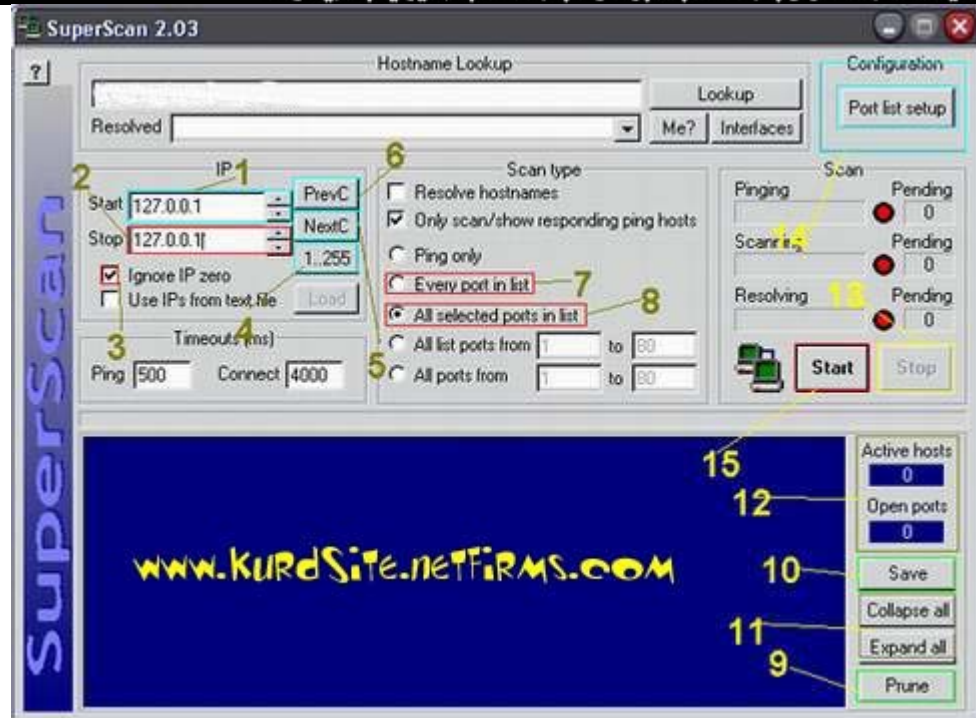 SuperScan 2.03
?
Hostname Lookup
Configuration
Lookup
Port list setup
Resolved
Me?
Interfaces
SuperScan
IP
1
2
Start 127.0.0.1
PrevC
6
Stop 127.0.0.1
NextC
1..255
Ignore IP zero
Use IPs from text file
Load
3
4
5
Timeouts (ms)
Ping 500
Connect 4000
Scan type
Resolve hostnames
Only scan/show responding ping hosts
Ping only
Every port in list
7
All selected ports in list
8
All list ports from 1 to 80
All ports from 1 to 80
Scan
Pinging
Pending
0
14
Scanning
Pending
0
Resolving
13
Pending
0
Start
Stop
15
www.KURdSiTe.neTFiRMS.com
Active hosts
0
12
Open ports
0
10
Save
Collapse all
11
Expand all
9
Prune